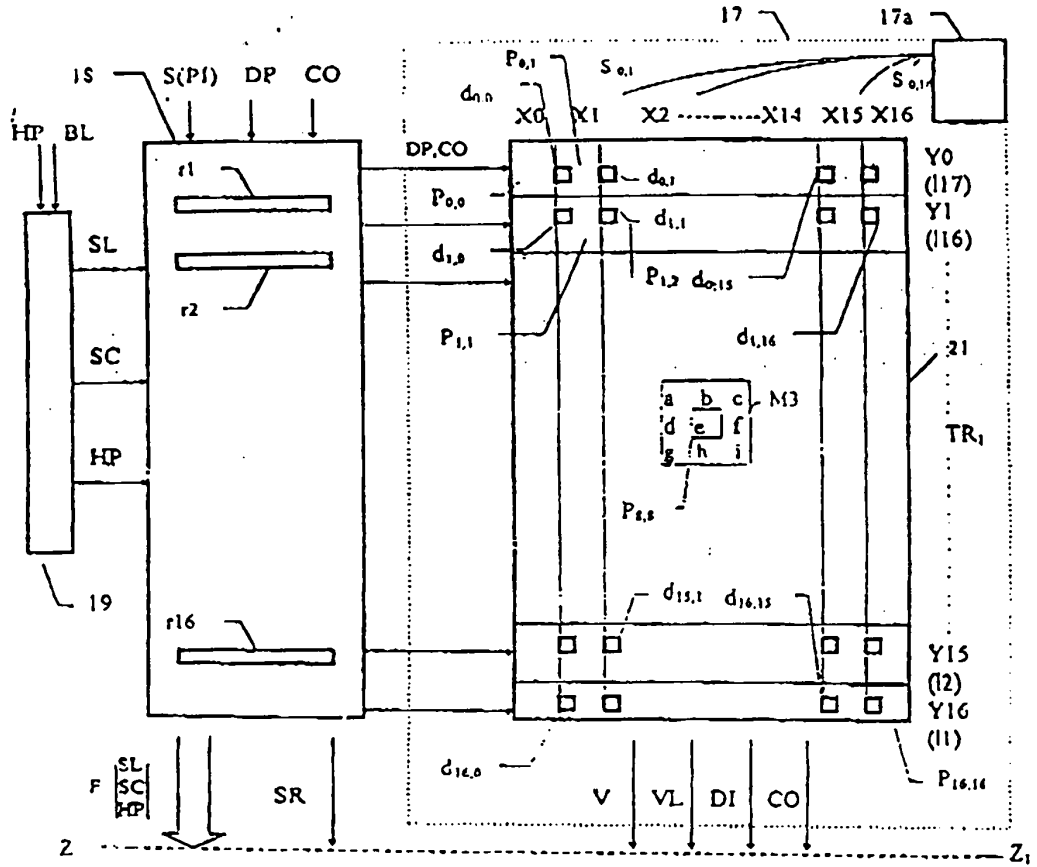 17
17a
18
S(PI) DP CO
P0,1
S0,1
S0,1
d0,0
X0 X1 X2 X14 X15 X16
HP BL
DP,CO
r1
d0,1
Y0
(l17)
P0,0
Y1
(l16)
SL
d1,0
d1,1
P1,2
d0,15
r2
P1,1
d1,16
21
SC
a b c
M3
d e f
g h i
TR1
HP
P8,8
19
r16
d15,1
d16,15
Y15
(l2)
Y16
(l1)
d16,0
P16,16
F
SL
SC
HP
SR
V VL DI CO
Z1